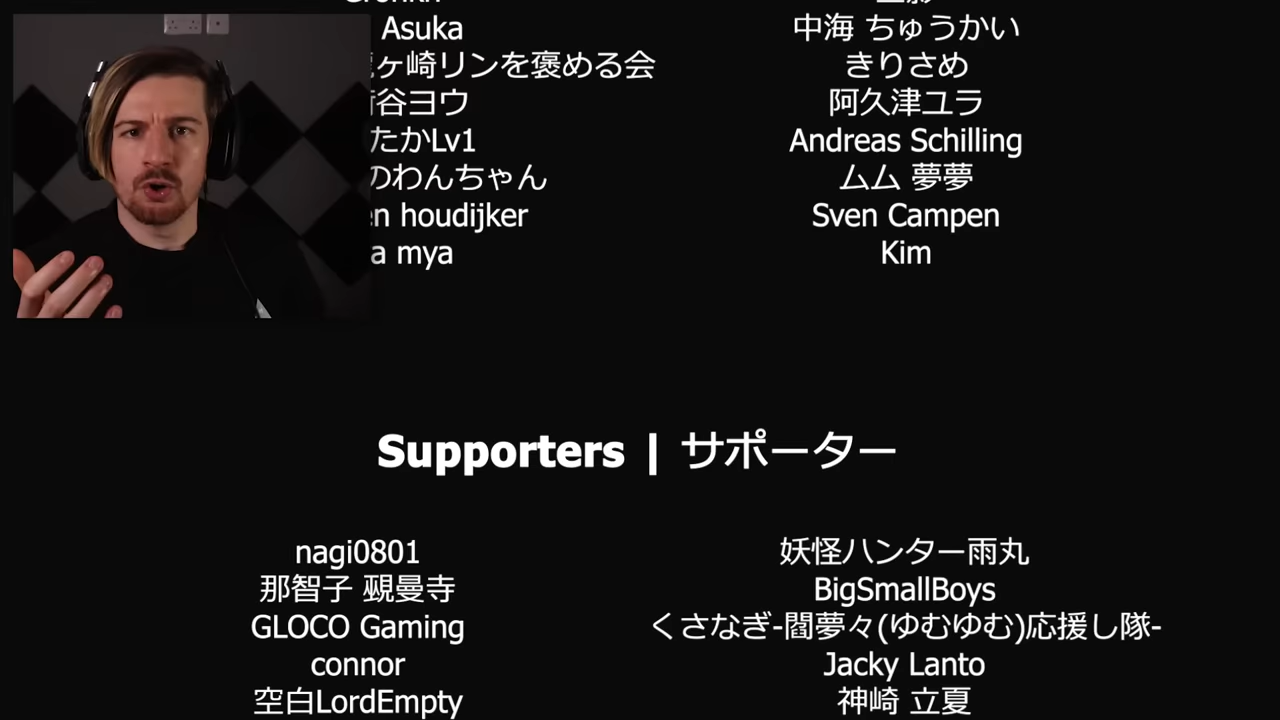 Asuka
中海 ちゅうかい
ヶ崎リンを褒める会
きりさめ
谷ヨウ
阿久津ユラ
たかLv1
Andreas Schilling
のわんちゃん
ムム 夢夢
en houdijker
Sven Campen
a mya
Kim
Supporters | サポーター
nagi0801
妖怪ハンター雨丸
那智子 覡曼寺
BigSmallBoys
GLOCO Gaming
くさなぎ-閻夢々(ゆむゆむ)応援し隊-
connor
Jacky Lanto
空白LordEmpty
神崎 立夏